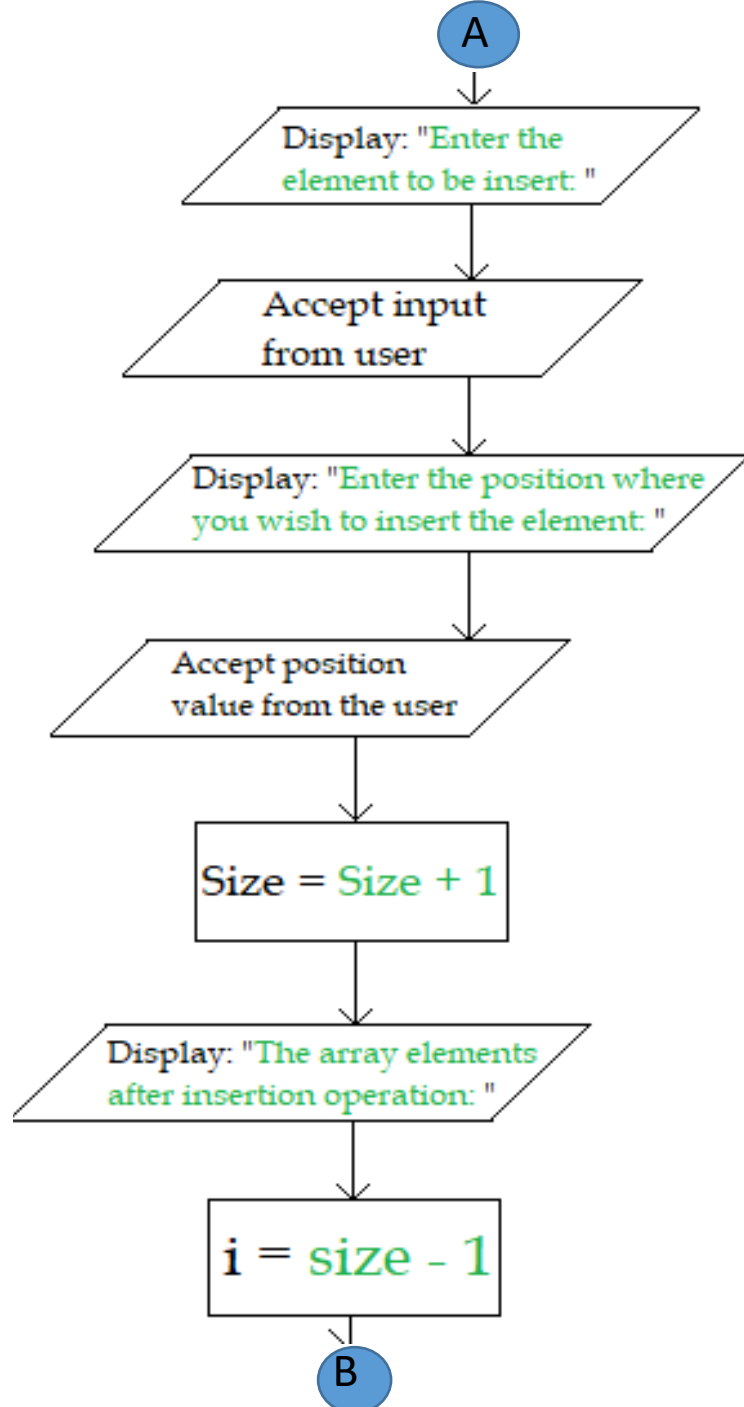 A
Display: "Enter the
element to be insert: "
Accept input
from user
Display: "Enter the position where
you wish to insert the element: "
Accept position
value from the user
Size = Size + 1
Display: "The array elements
after insertion operation: "
i = size - 1
B